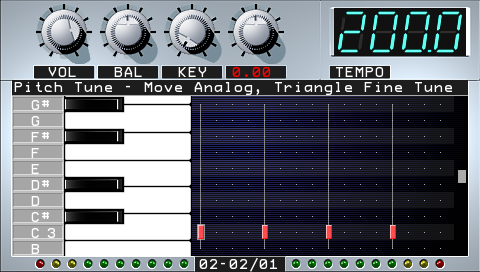 200.0
VOL BAL KEY 0.00 TEMPO
Pitch Tune - Move Analog, Triangle Fine Tune
G#
G
F#
F
E
D#
D
C#
C 3
B
02-02/01